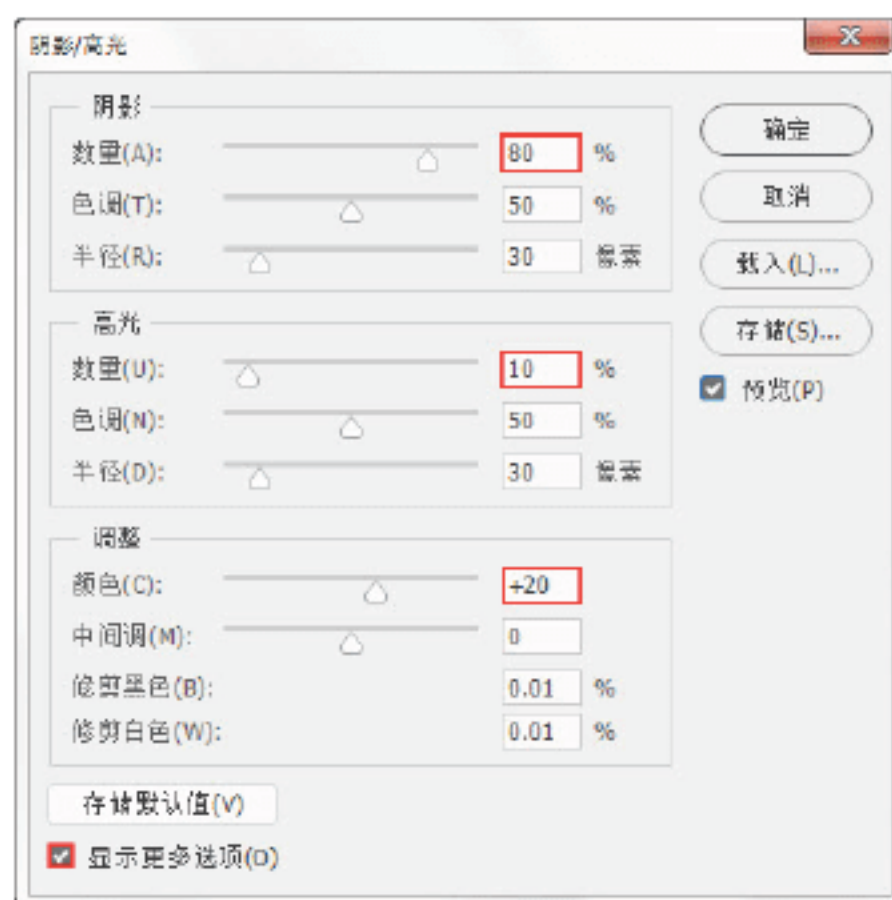 阴影/高光
阴影
数量(A): 80 %
色调(T): 50 %
半径(R): 30 像素
高光
数量(U): 10 %
色调(N): 50 %
半径(D): 30 像素
调整
颜色(C): +20
中间调(M): 0
修剪黑色(B): 0.01 %
修剪白色(W): 0.01 %
存储默认值(V)
显示更多选项(O)
确定
取消
载入(L)...
存储(S)...
预览(P)